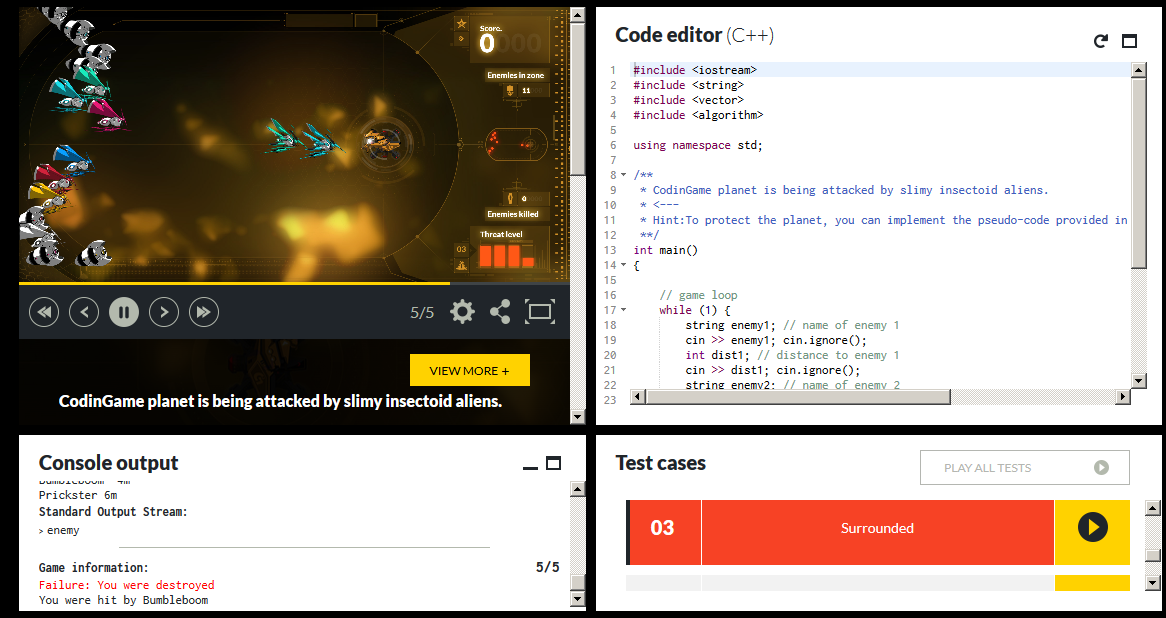 Score.
0000
Enemies in zone
11
0
Enemies killed
Threat level
03
5/5
VIEW MORE +
CodinGame planet is being attacked by slimy insectoid aliens.
Code editor (C++)
1 #include <iostream>
2 #include <string>
3 #include <vector>
4 #include <algorithm>
5
6 using namespace std;
7
8 /**
9 * CodinGame planet is being attacked by slimy insectoid aliens.
10 * <---
11 * Hint:To protect the planet, you can implement the pseudo-code provided in
12 **/
13 int main()
14 {
15
16 // game loop
17 while (1) {
18 string enemy1; // name of enemy 1
19 cin >> enemy1; cin.ignore();
20 int dist1; // distance to enemy 1
21 cin >> dist1; cin.ignore();
22 string enemy2; // name of enemy 2
23
Console output
Bumbleboom 4m
Prickster 6m
Standard Output Stream:
> enemy
Game information: 5/5
Failure: You were destroyed
You were hit by Bumbleboom
Test cases
PLAY ALL TESTS
03 Surrounded